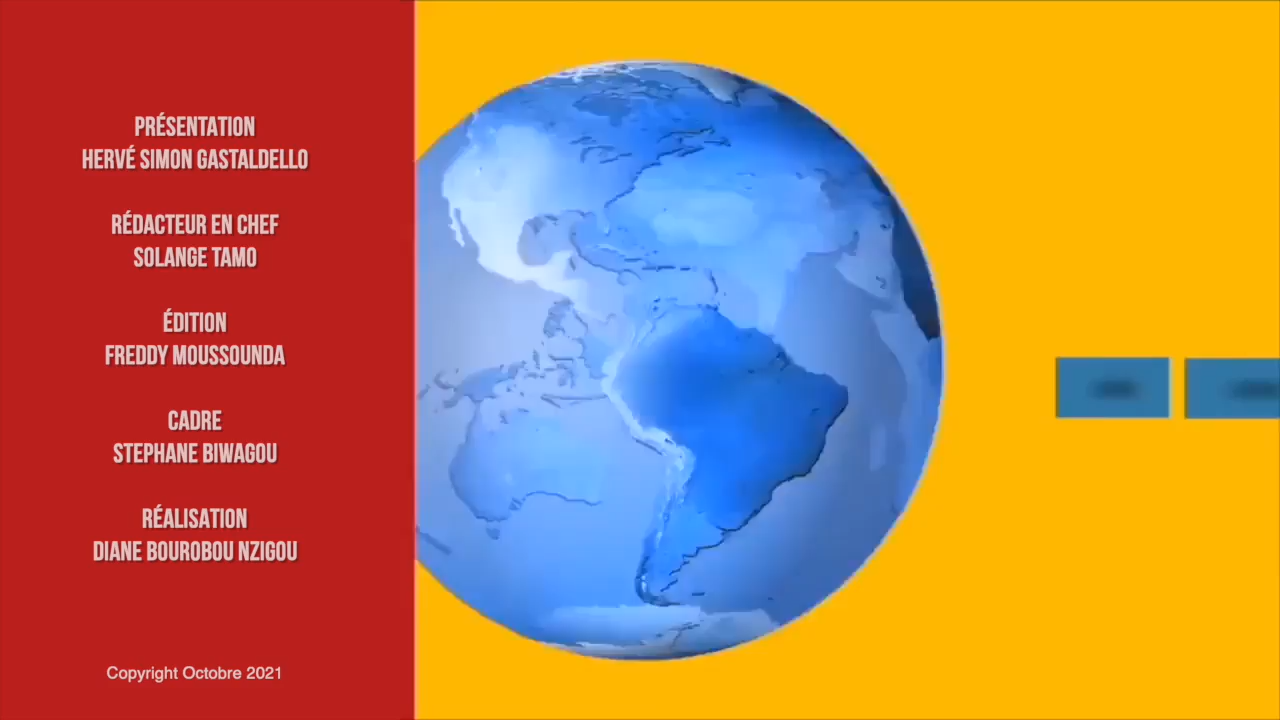 PRÉSENTATION
HERVÉ SIMON GASTALDELLO
RÉDACTEUR EN CHEF
SOLANGE TAMO
ÉDITION
FREDDY MOUSSOUNDA
CADRE
STEPHANE BIWAGOU
RÉALISATION
DIANE BOUROBOU NZIGOU
Copyright Octobre 2021